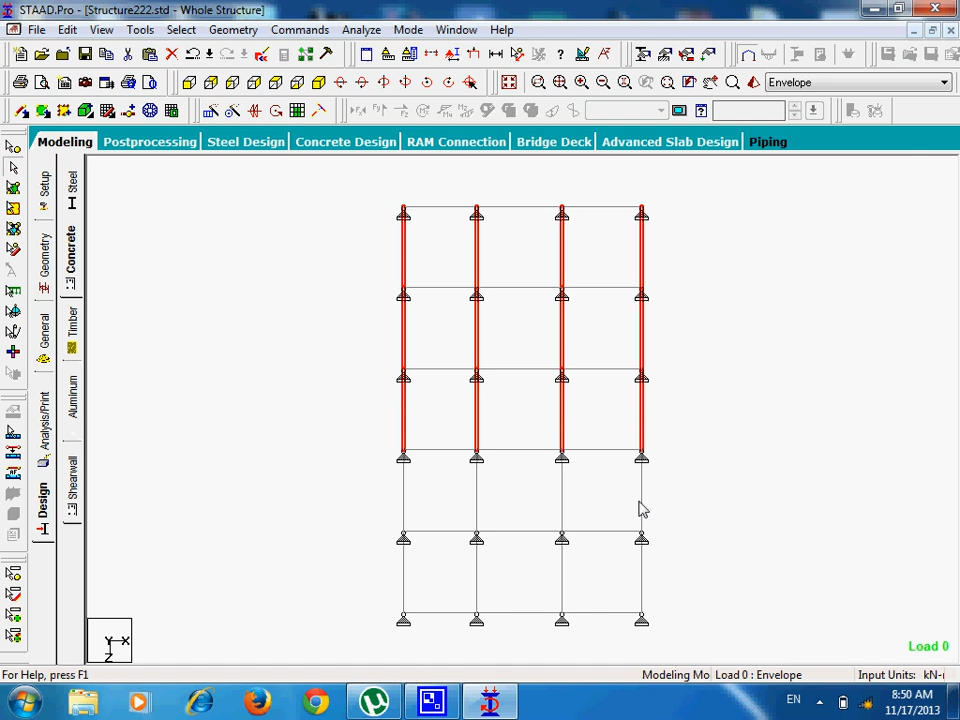 STAAD.Pro - [Structure222.std - Whole Structure]
File Edit View Tools Select Geometry Commands Analyze Mode Window Help
Envelope
Modeling Postprocessing Steel Design Concrete Design RAM Connection Bridge Deck Advanced Slab Design Piping
Setup
Geometry
General
Analysis/Print
Design
Steel
Concrete
Timber
Aluminum
Shearwall
Y X
Z
Load 0
For Help, press F1
Modeling Mo Load 0 : Envelope Input Units: kN-
EN
8:50 AM
11/17/2013